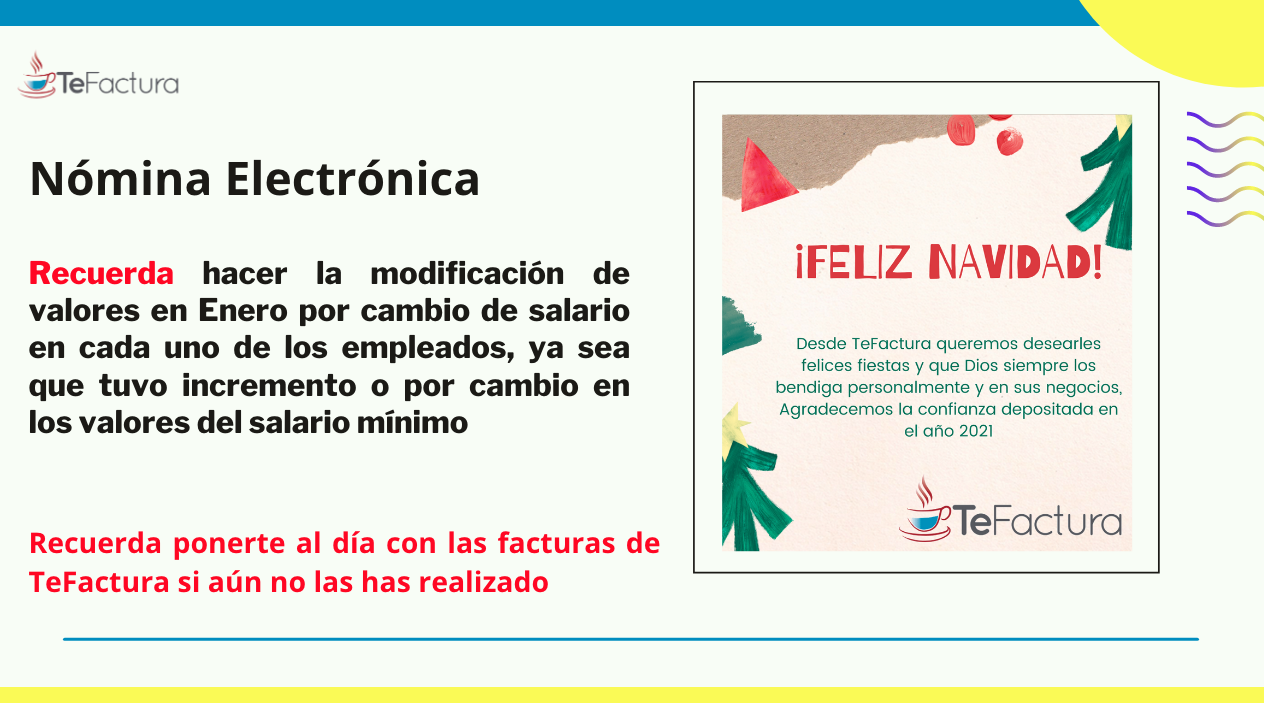 TeFactura
Nómina Electrónica
Recuerda hacer la modificación de
valores en Enero por cambio de salario
en cada uno de los empleados, ya sea
que tuvo incremento o por cambio en
los valores del salario mínimo
Recuerda ponerte al día con las facturas de
TeFactura si aún no las has realizado
¡FELIZ NAVIDAD!
Desde TeFactura queremos desearles
felices fiestas y que Dios siempre los
bendiga personalmente y en sus negocios,
Agradecemos la confianza depositada en
el año 2021
TeFactura